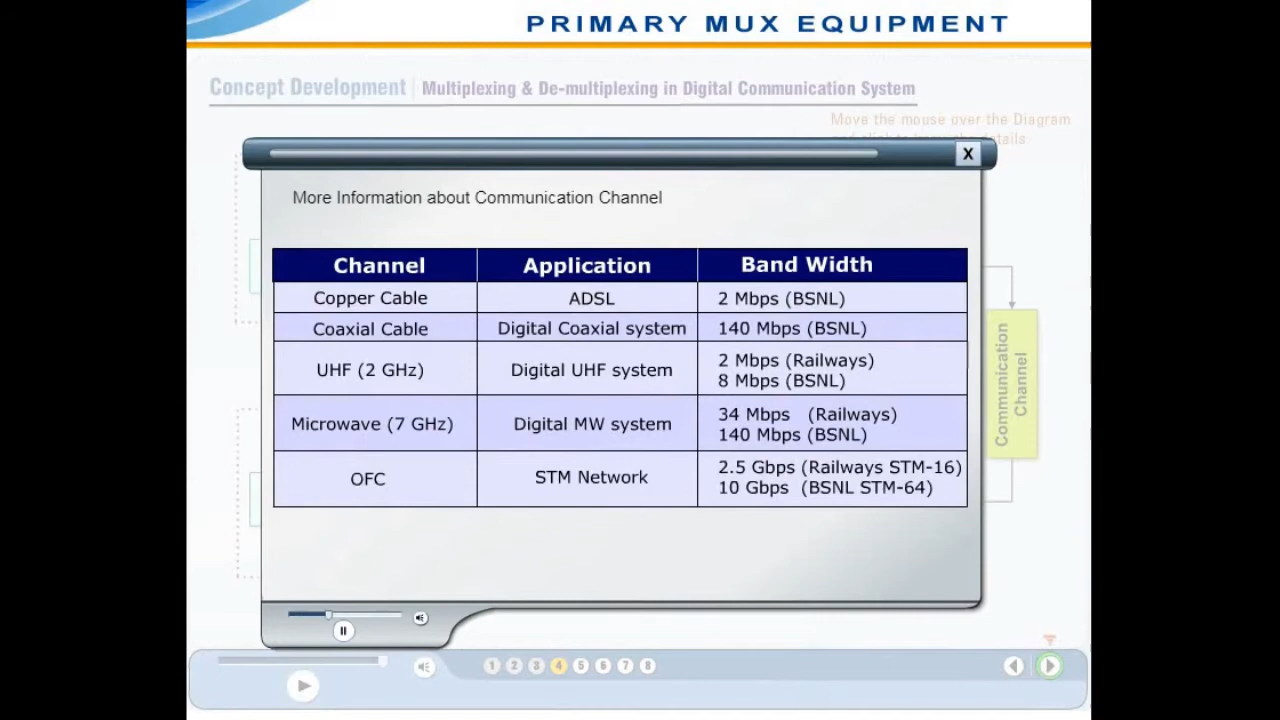 PRIMARY MUX EQUIPMENT
Concept Development | Multiplexing & De-multiplexing in Digital Communication System
Move the mouse over the Diagram
details
X
More Information about Communication Channel
Channel Application Band Width
Copper Cable ADSL 2 Mbps (BSNL)
Coaxial Cable Digital Coaxial system 140 Mbps (BSNL)
UHF (2 GHz) Digital UHF system 2 Mbps (Railways)
8 Mbps (BSNL)
Microwave (7 GHz) Digital MW system 34 Mbps (Railways)
140 Mbps (BSNL)
OFC STM Network 2.5 Gbps (Railways STM-16)
10 Gbps (BSNL STM-64)
Communication
Channel
1 2 3 4 5 6 7 8